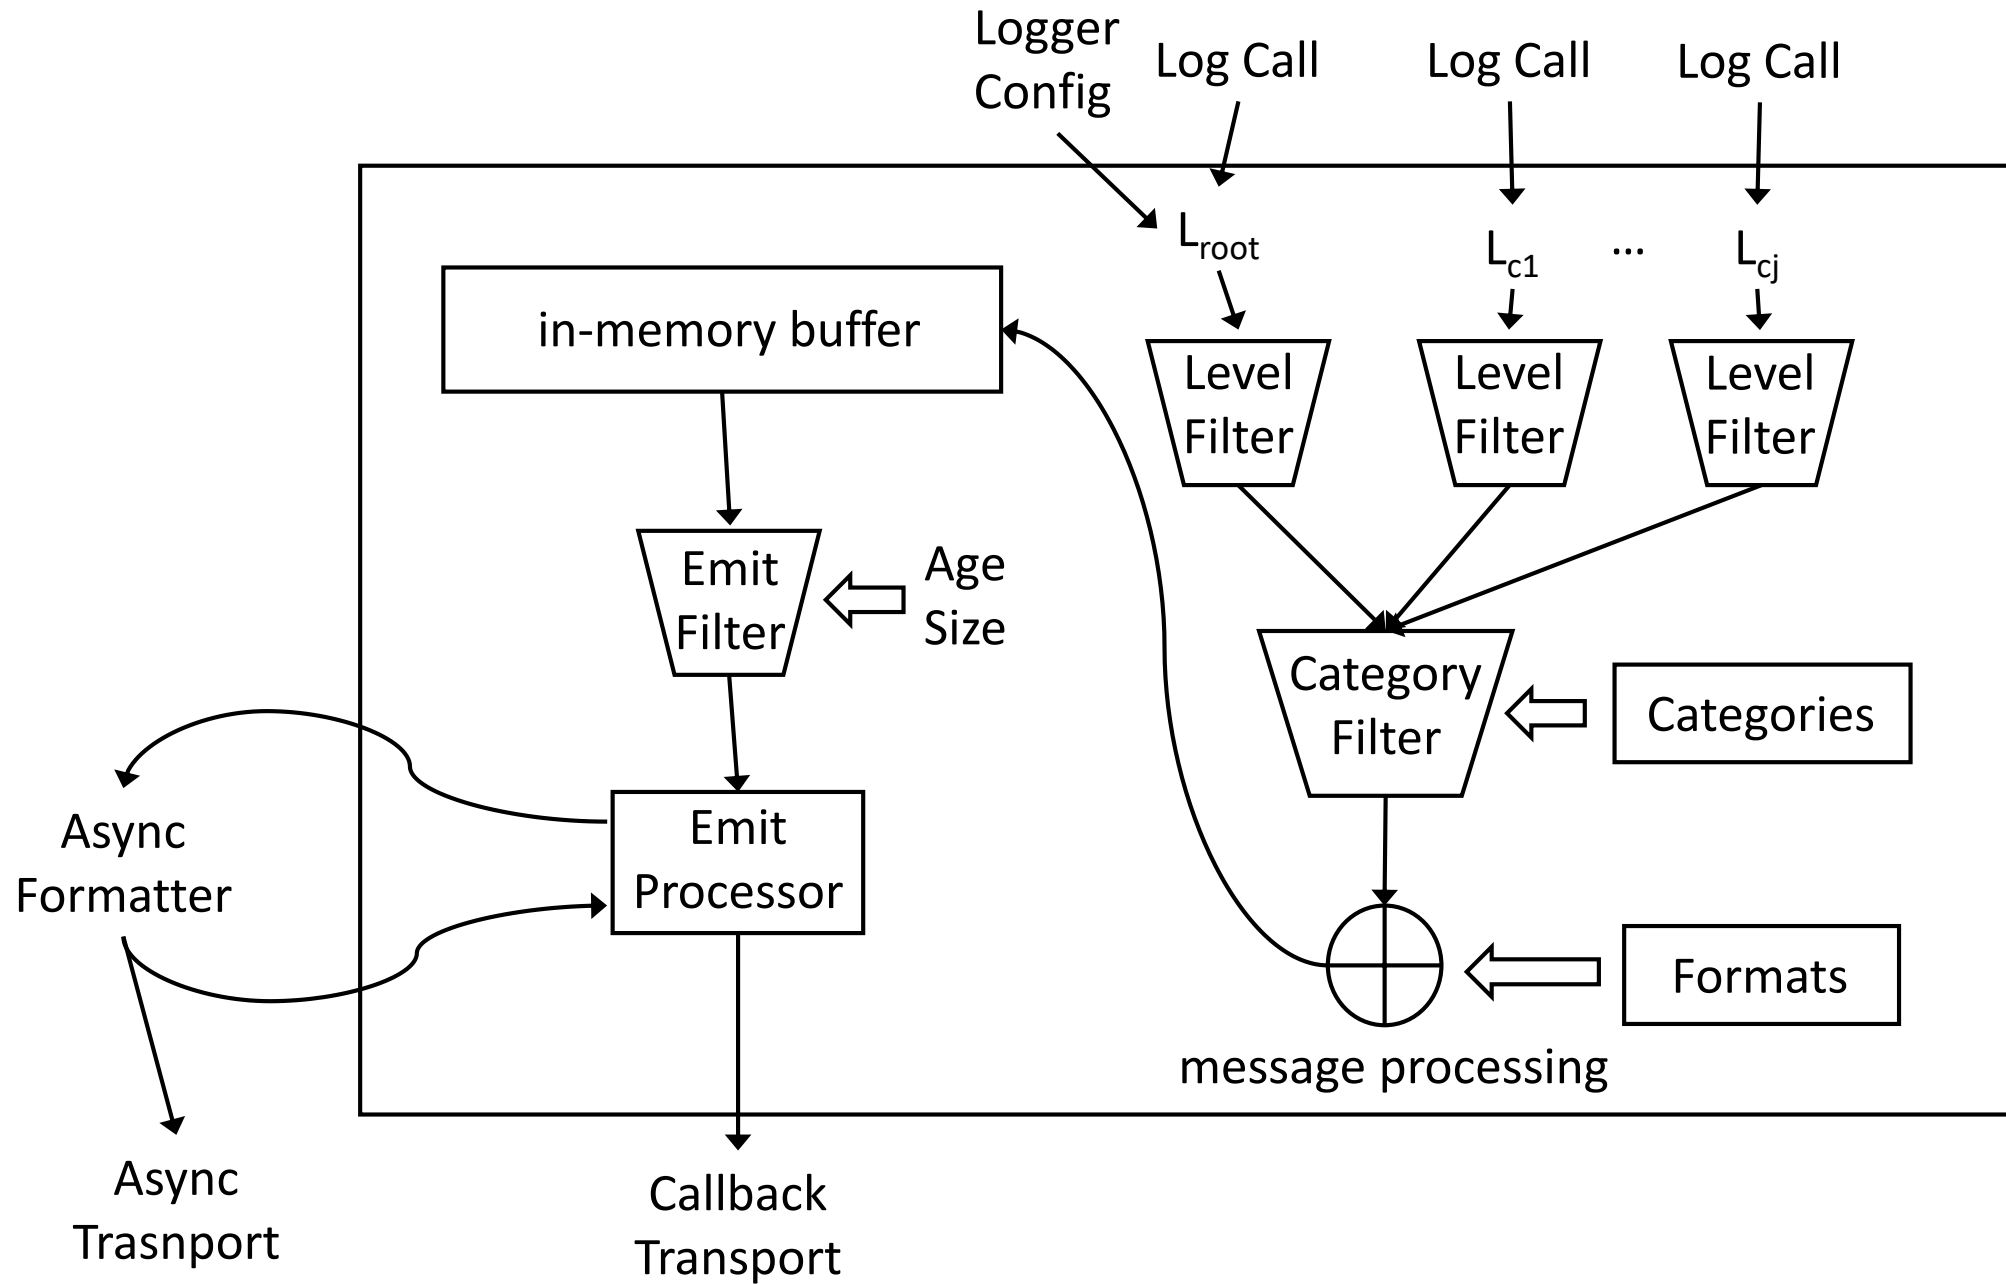 Logger
Config
Log Call
Log Call
Log Call
Lroot
Lc1
...
Lcj
in-memory buffer
Level
Filter
Level
Filter
Level
Filter
Emit
Filter
Age
Size
Category
Filter
Categories
Async
Formatter
Emit
Processor
Formats
message processing
Async
Trasnport
Callback
Transport